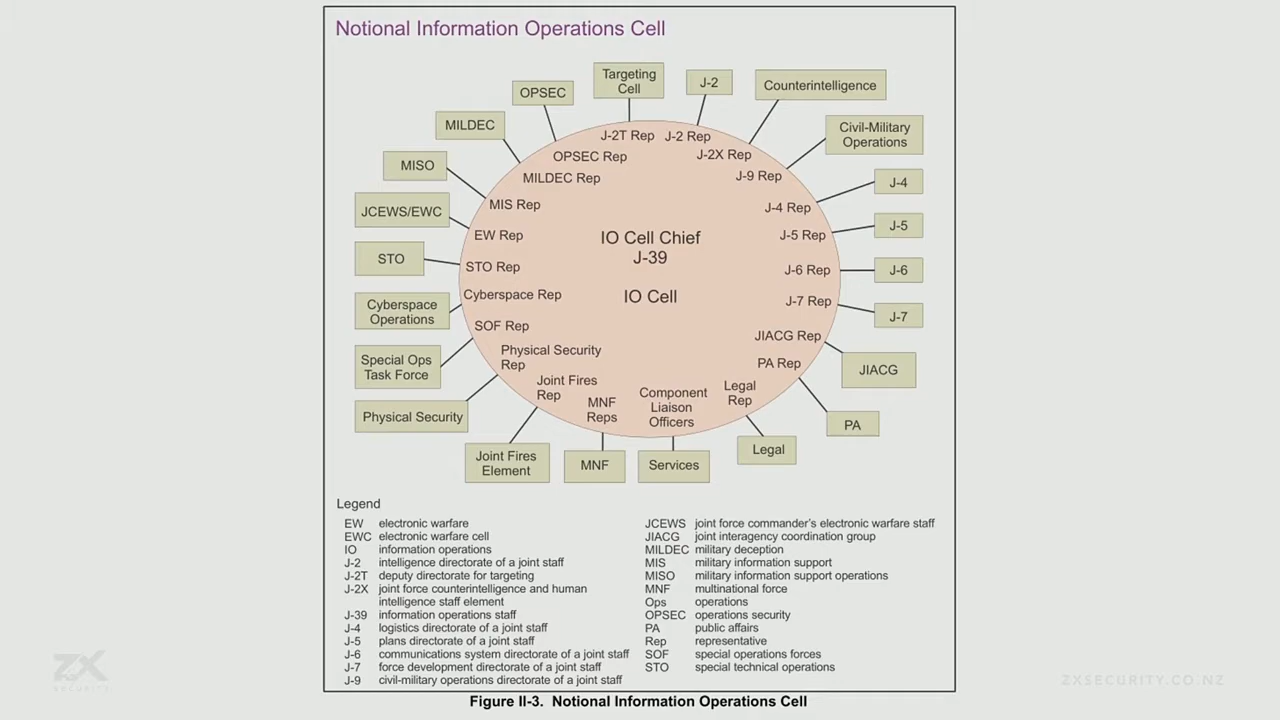 Notional Information Operations Cell
Targeting
Cell
J-2
Counterintelligence
OPSEC
MILDEC
Civil-Military
Operations
MISO
J-4
JCEWS/EWC
J-5
STO
J-6
Cyberspace
Operations
J-7
Special Ops
Task Force
JIACG
Physical Security
PA
Joint Fires
Element
MNF
Services
Legal
J-2T Rep
J-2 Rep
OPSEC Rep
J-2X Rep
MILDEC Rep
J-9 Rep
MIS Rep
J-4 Rep
EW Rep
J-5 Rep
STO Rep
J-6 Rep
Cyberspace Rep
J-7 Rep
SOF Rep
JIACG Rep
Physical Security
Rep
PA Rep
Joint Fires
Rep
MNF
Reps
Component
Liaison
Officers
Legal
Rep
IO Cell Chief
J-39
IO Cell
Legend
EW electronic warfare
EWC electronic warfare cell
IO information operations
J-2 intelligence directorate of a joint staff
J-2T deputy directorate for targeting
J-2X joint force counterintelligence and human
intelligence staff element
J-39 information operations staff
J-4 logistics directorate of a joint staff
J-5 plans directorate of a joint staff
J-6 communications system directorate of a joint staff
J-7 force development directorate of a joint staff
J-9 civil-military operations directorate of a joint staff
JCEWS joint force commander's electronic warfare staff
JIACG joint interagency coordination group
MILDEC military deception
MIS military information support
MISO military information support operations
MNF multinational force
Ops operations
OPSEC operations security
PA public affairs
Rep representative
SOF special operations forces
STO special technical operations
Figure II-3. Notional Information Operations Cell
ZX
SECURITY
ZXSECURITY.CO.NZ